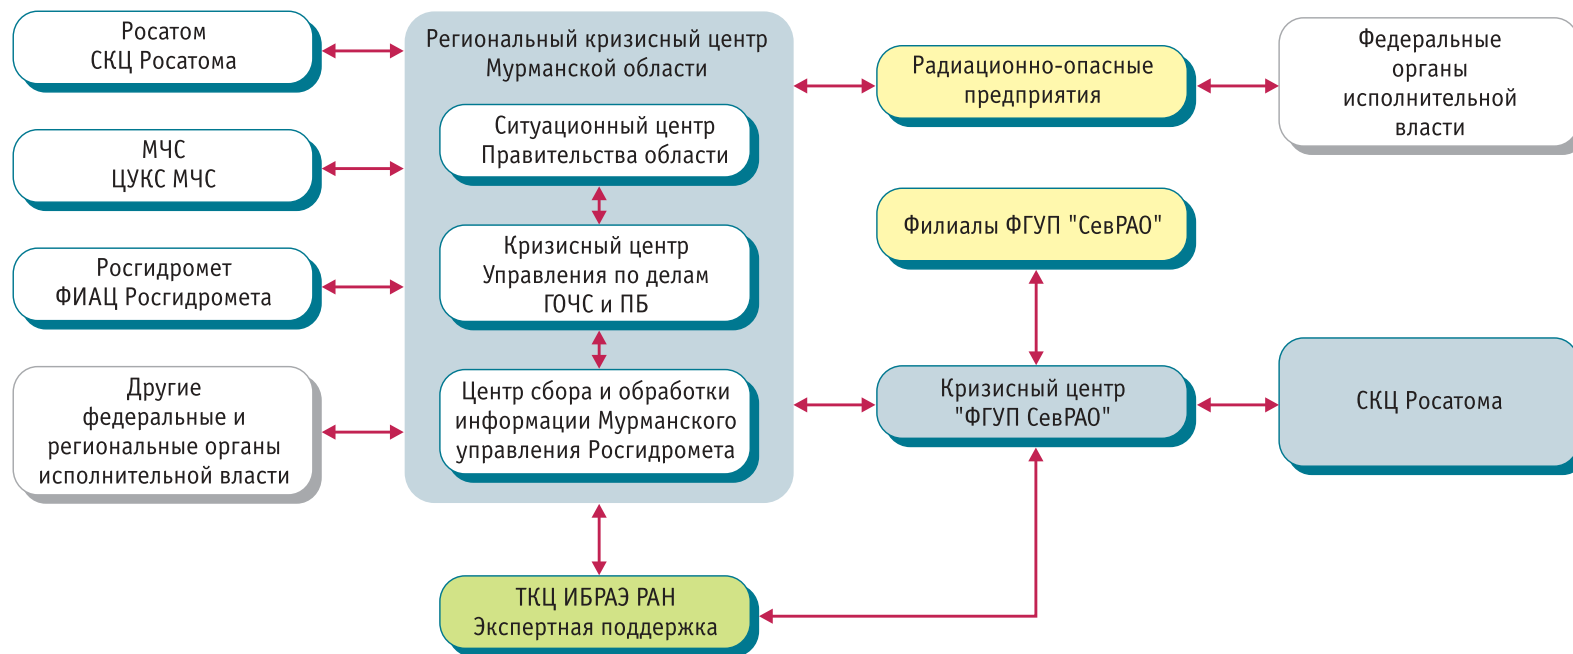 Росатом
СКЦ Росатома
МЧС
ЦУКС МЧС
Росгидромет
ФИАЦ Росгидромета
Другие
федеральные и
региональные органы
исполнительной власти
Региональный кризисный центр
Мурманской области
Ситуационный центр
Правительства области
Кризисный центр
Управления по делам
ГОЧС и ПБ
Центр сбора и обработки
информации Мурманского
управления Росгидромета
ТКЦ ИБРАЭ РАН
Экспертная поддержка
Радиационно-опасные
предприятия
Филиалы ФГУП "СевРАО"
Кризисный центр
"ФГУП СевРАО"
Федеральные
органы
исполнительной
власти
СКЦ Росатома